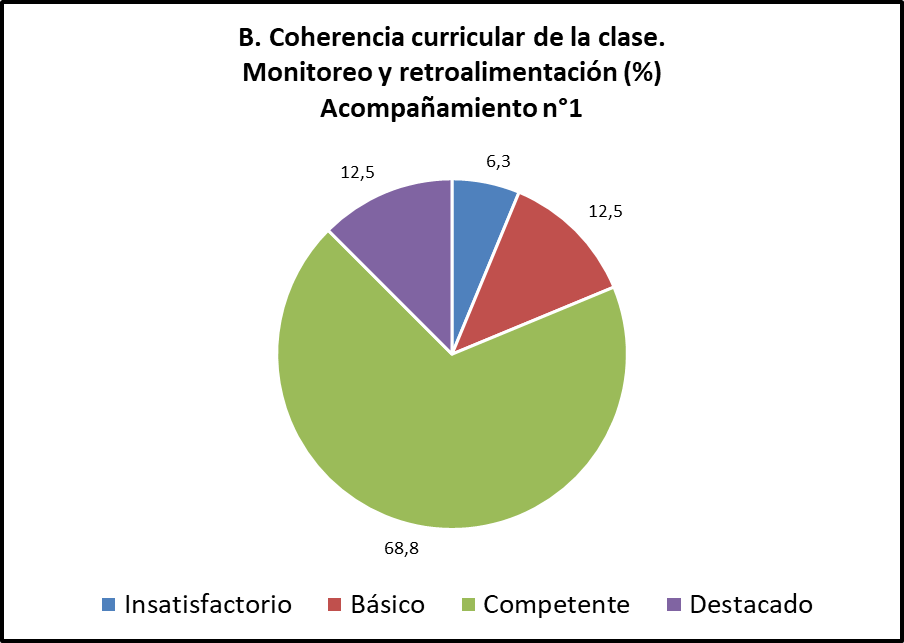 B. Coherencia curricular de la clase.
Monitoreo y retroalimentación (%)
Acompañamiento n°1
12,5
6,3
12,5
68,8
Insatisfactorio
Básico
Competente
Destacado